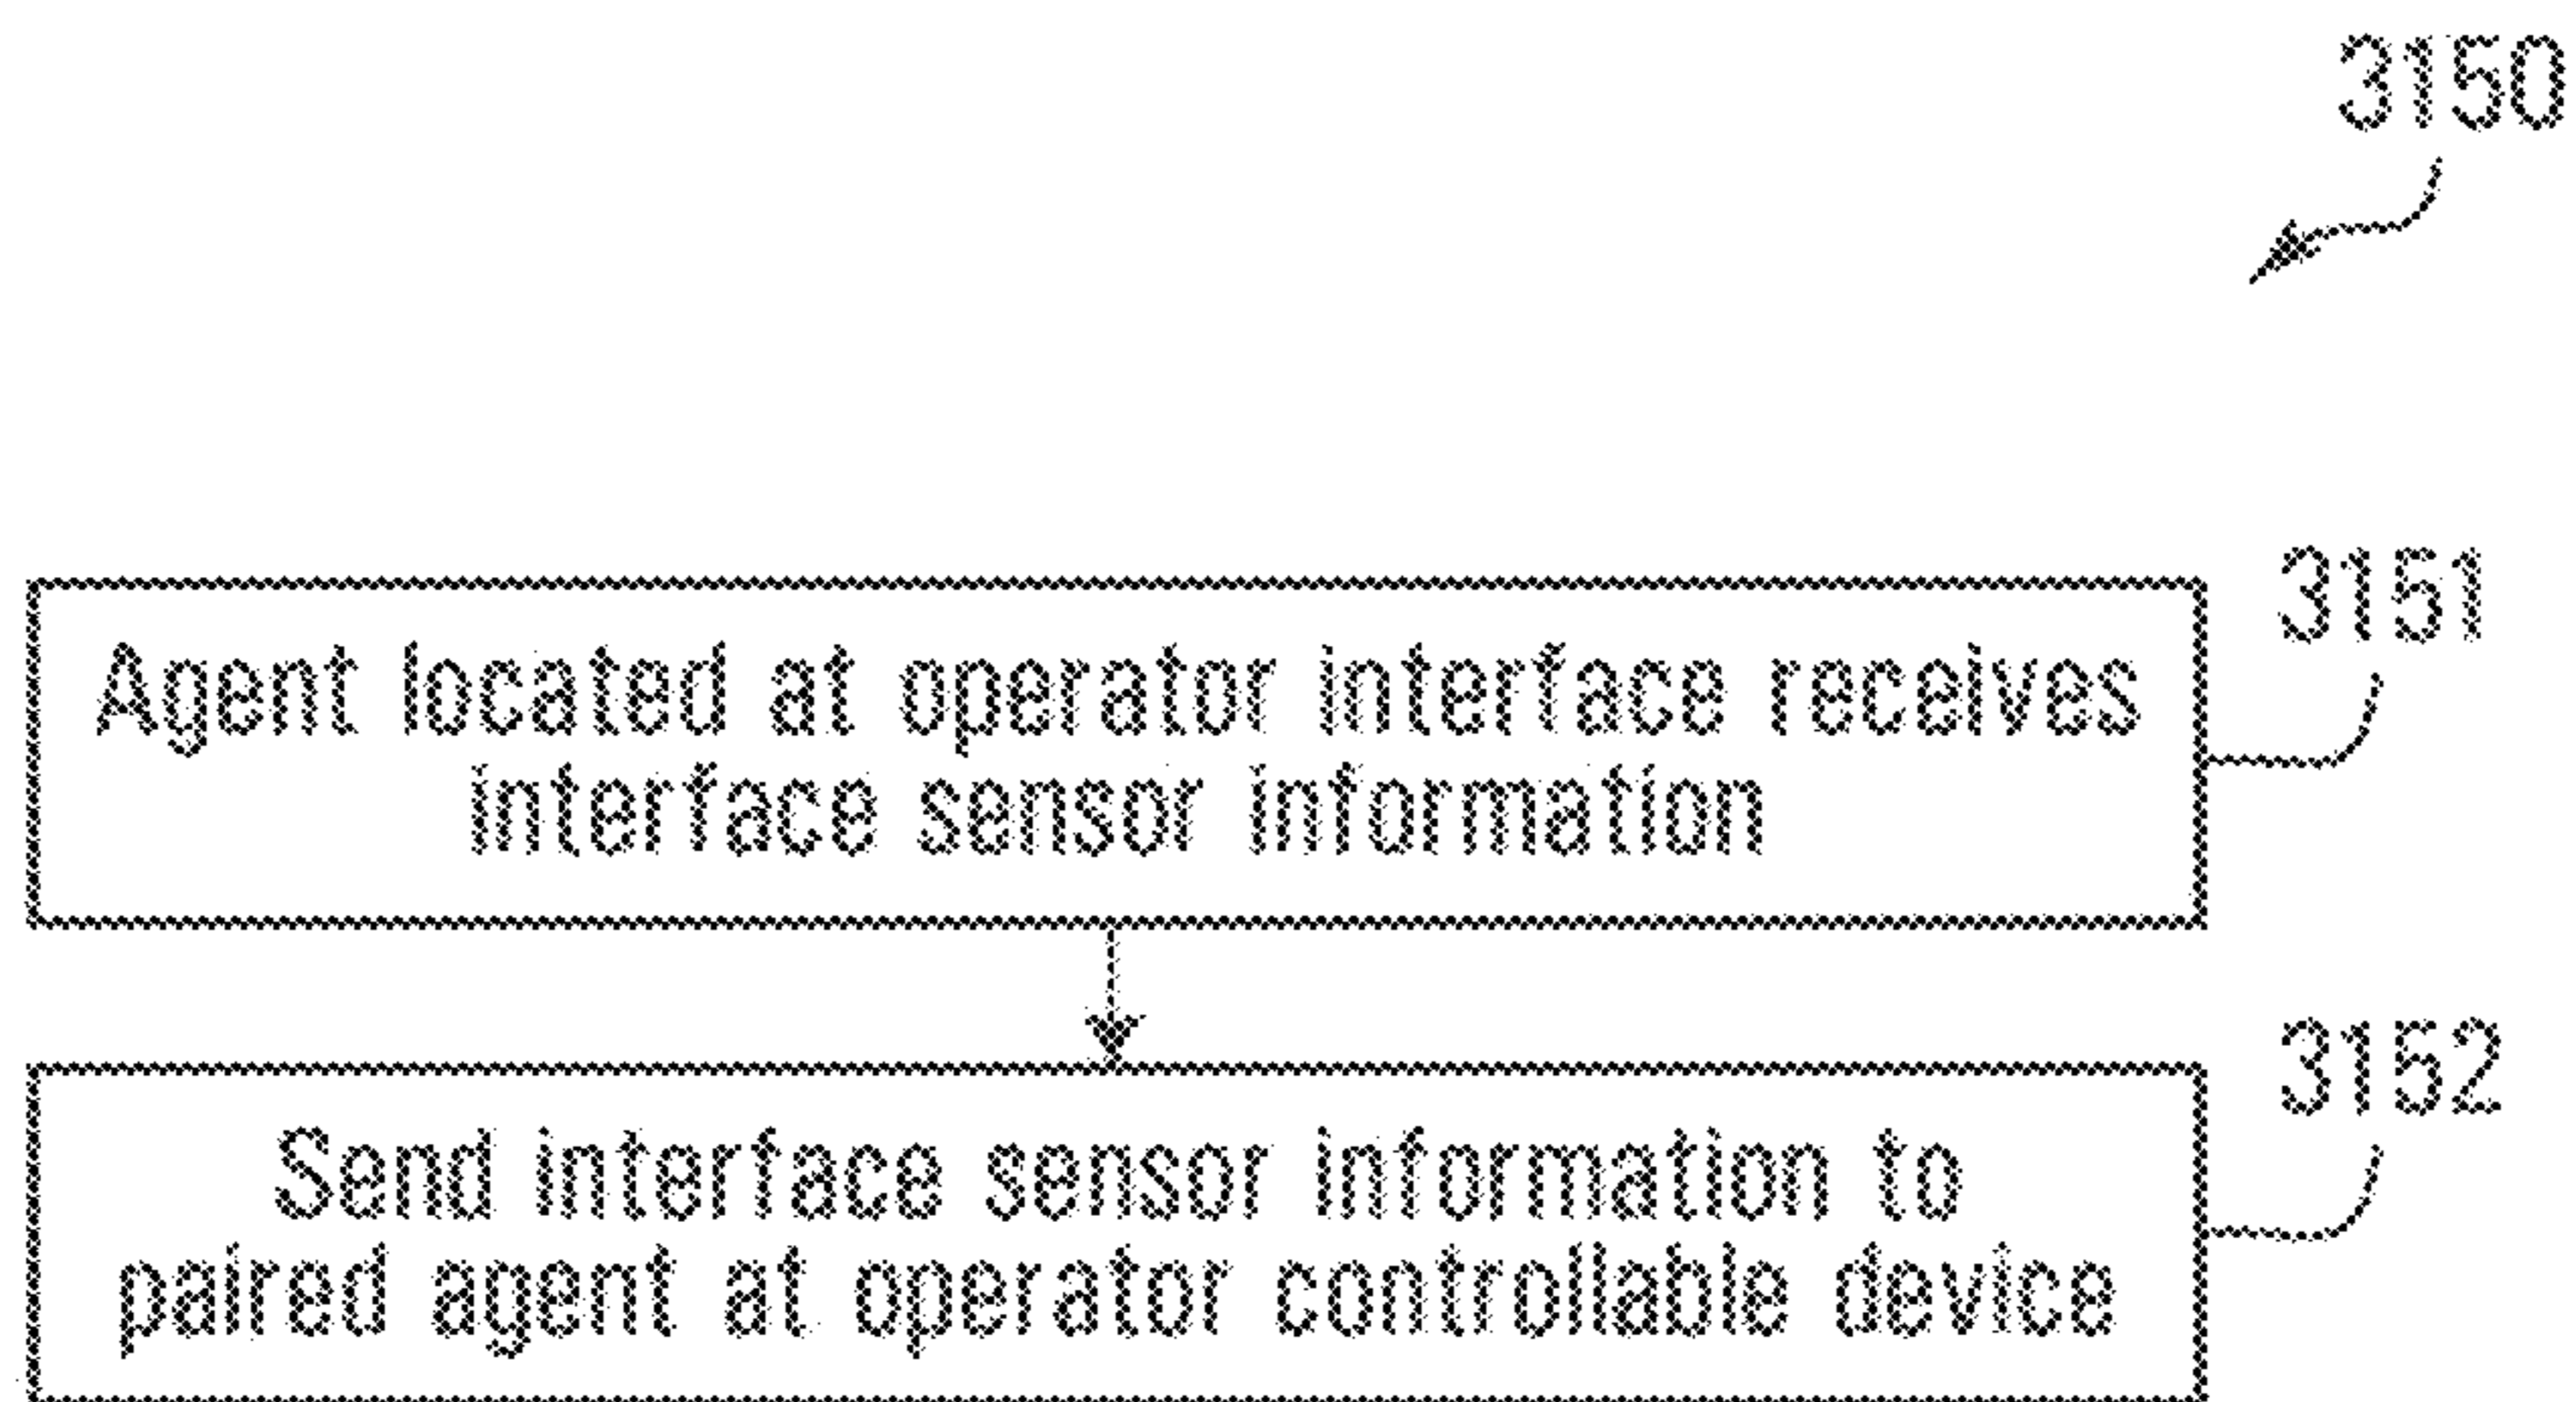 3150
3151
Agent located at operator interface receives
interface sensor information
3152
Send interface sensor information to
paired agent at operator controllable device